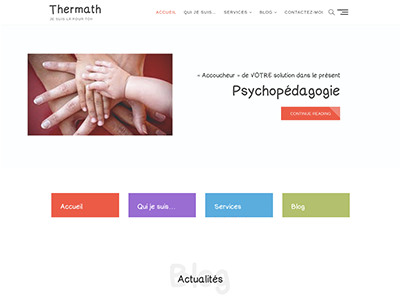 Thermath
JE SUIS LÀ POUR TOI
ACCUEIL QUI JE SUIS... SERVICES BLOG CONTACTEZ-MOI
« Accoucheur » de VOTRE solution dans le présent
Psychopédagogie
CONTINUE READING
Accueil
Qui je suis...
Services
Blog
Blog
Actualités